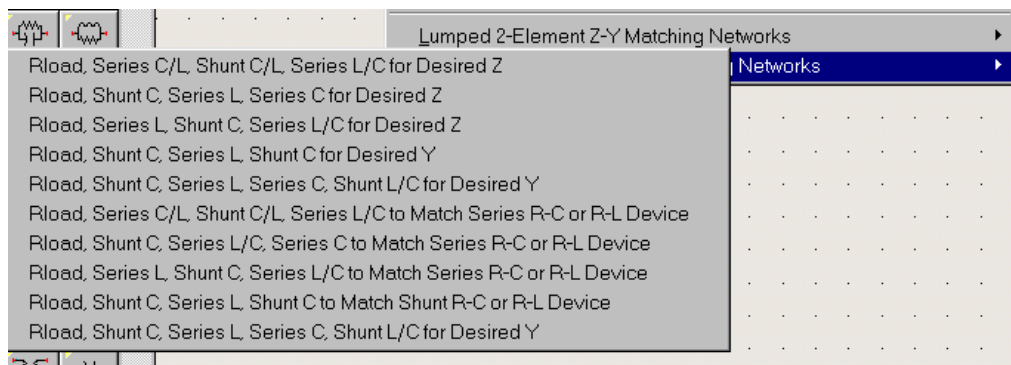 Lumped 2-Element Z-Y Matching Networks
Networks
Rload, Series C/L, Shunt C/L, Series L/C for Desired Z
Rload, Shunt C, Series L, Series C for Desired Z
Rload, Series L, Shunt C, Series L/C for Desired Z
Rload, Shunt C, Series L, Shunt C for Desired Y
Rload, Shunt C, Series L, Series C, Shunt L/C for Desired Y
Rload, Series C/L, Shunt C/L, Series L/C to Match Series R-C or R-L Device
Rload, Shunt C, Series L/C, Series C to Match Series R-C or R-L Device
Rload, Series L, Shunt C, Series L/C to Match Series R-C or R-L Device
Rload, Shunt C, Series L, Shunt C to Match Shunt R-C or R-L Device
Rload, Shunt C, Series L, Series C, Shunt L/C for Desired Y